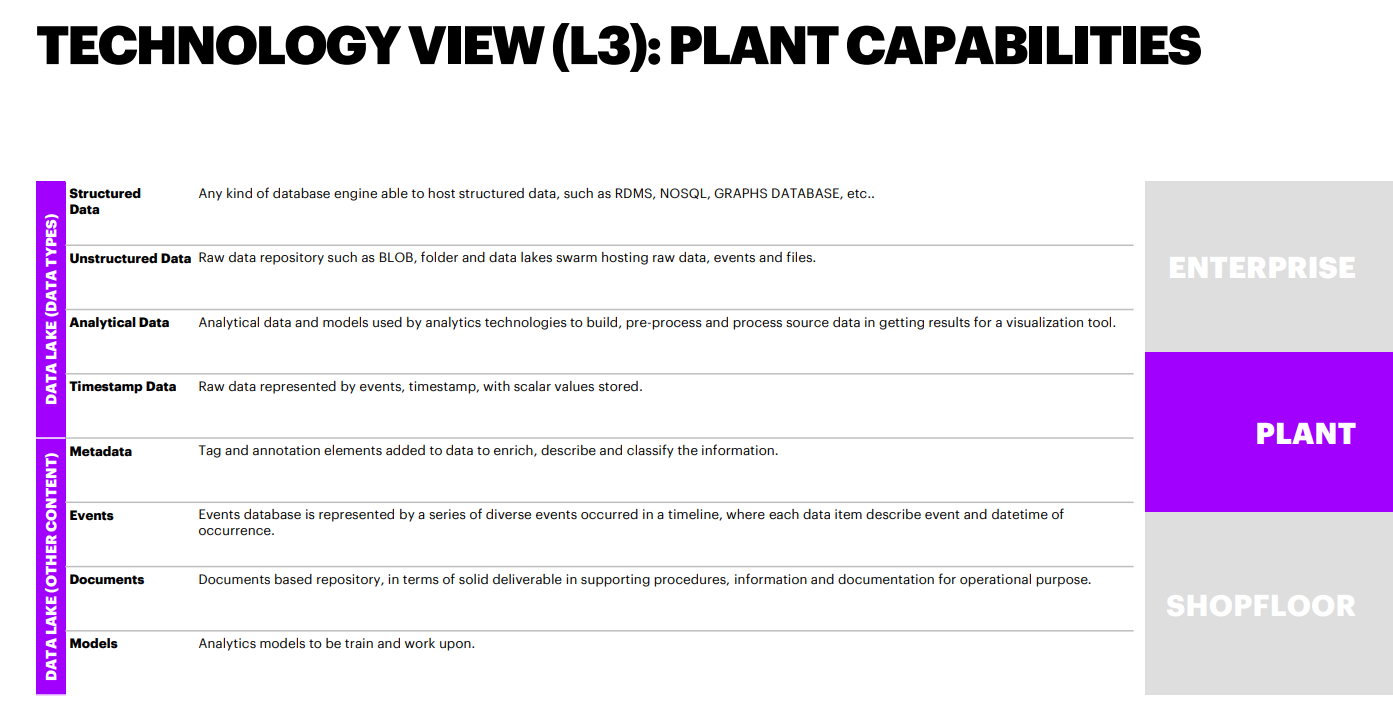 TECHNOLOGY VIEW (L3): PLANT CAPABILITIES
DATA LAKE (DATA TYPES)
Structured
Data
Any kind of database engine able to host structured data, such as RDMS, NOSQL, GRAPHS DATABASE, etc..
Unstructured Data
Raw data repository such as BLOB, folder and data lakes swarm hosting raw data, events and files.
Analytical Data
Analytical data and models used by analytics technologies to build, pre-process and process source data in getting results for a visualization tool.
Timestamp Data
Raw data represented by events, timestamp, with scalar values stored.
DATA LAKE (OTHER CONTENT)
Metadata
Tag and annotation elements added to data to enrich, describe and classify the information.
Events
Events database is represented by a series of diverse events occurred in a timeline, where each data item describe event and datetime of
occurrence.
Documents
Documents based repository, in terms of solid deliverable in supporting procedures, information and documentation for operational purpose.
Models
Analytics models to be train and work upon.
ENTERPRISE
PLANT
SHOPFLOOR